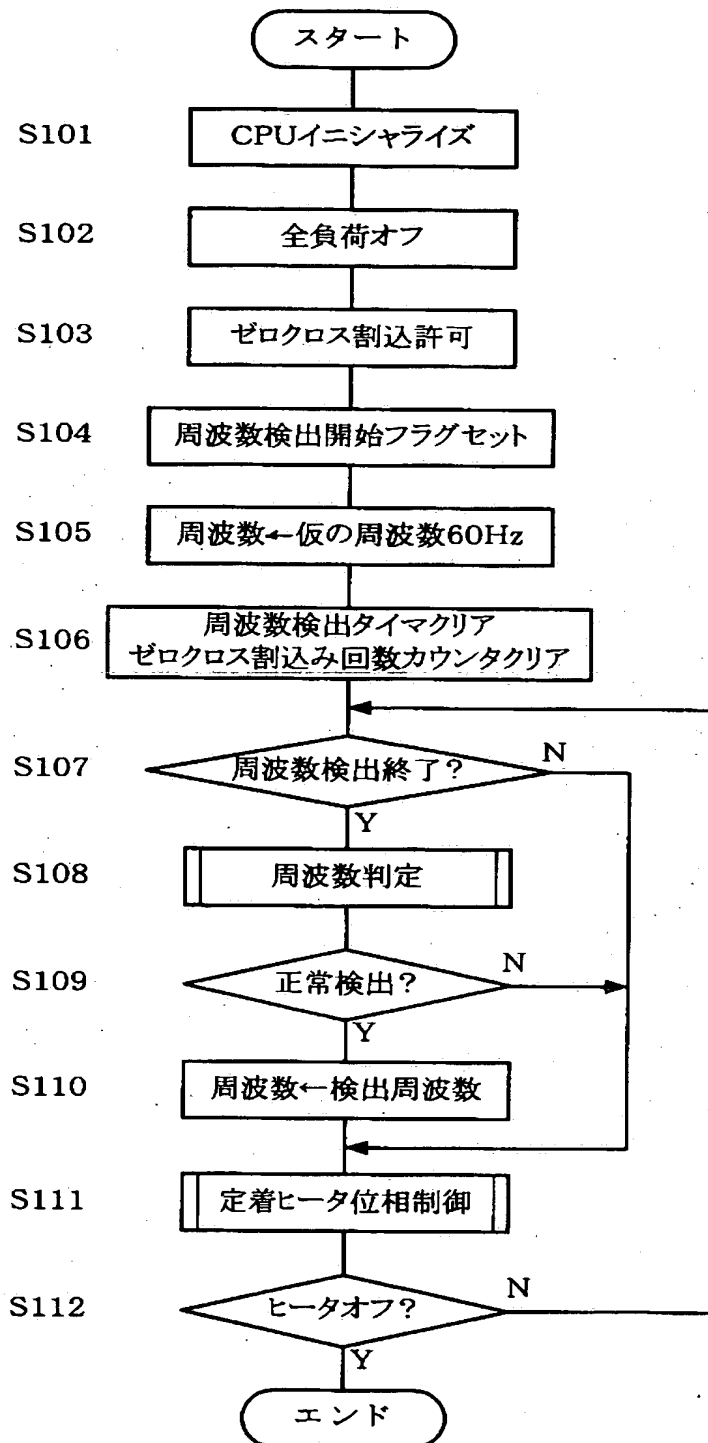 スタート
S101
CPUイニシャライズ
S102
全負荷オフ
S103
ゼロクロス割込許可
S104
周波数検出開始フラグセット
S105
周波数←仮の周波数60Hz
S106
周波数検出タイマクリア
ゼロクロス割込み回数カウンタクリア
S107
周波数検出終了?
N
Y
S108
周波数判定
S109
正常検出?
N
Y
S110
周波数←検出周波数
S111
定着ヒータ位相制御
S112
ヒータオフ?
N
Y
エンド